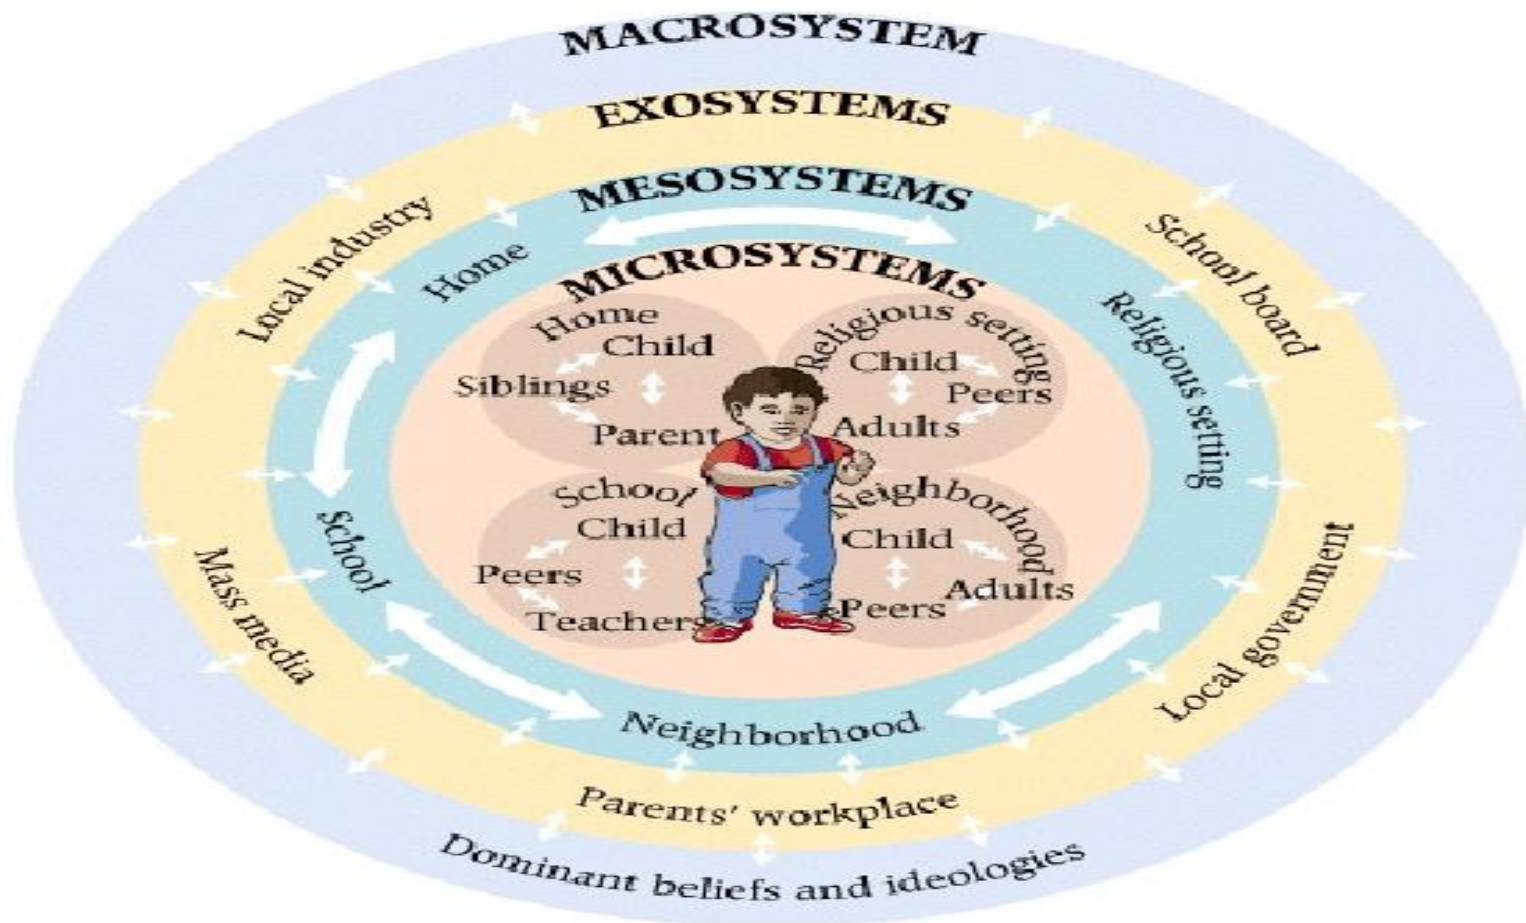 MACROSYSTEM
EXOSYSTEMS
MESOSYSTEMS
MICROSYSTEMS
Local industry
School board
Home
Religious setting
Home
Child
Siblings
Parent
Religious setting
Child
Peers
Adults
School
Child
Peers
Teachers
Neighborhood
Child
Adults
Peers
School
Mass media
Local government
Neighborhood
Parents' workplace
Dominant beliefs and ideologies